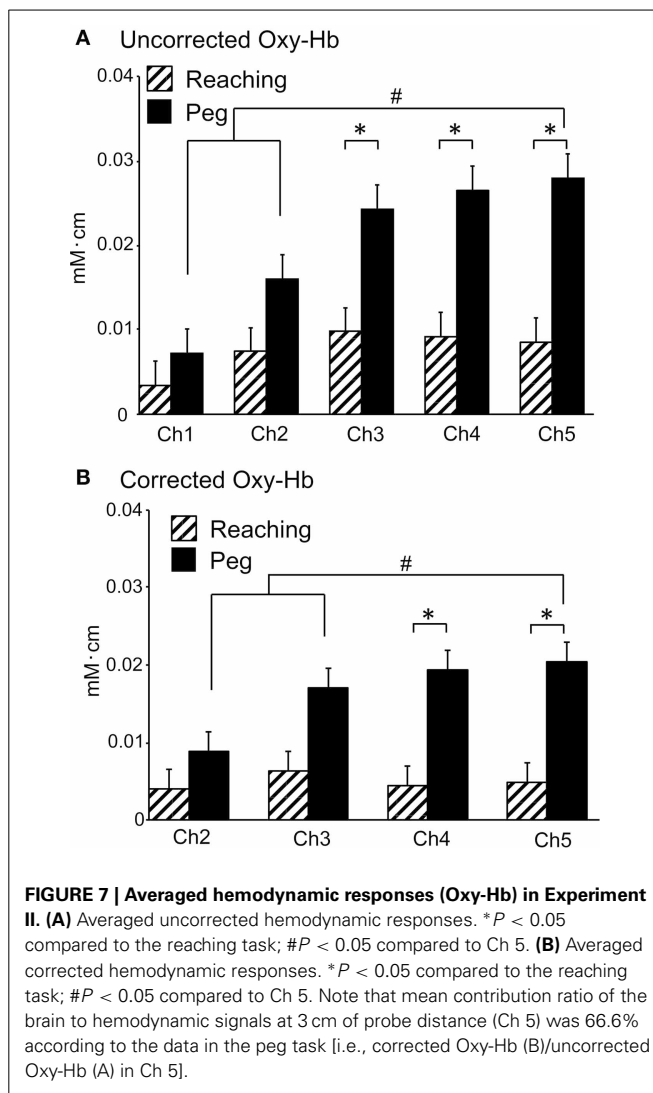 A Uncorrected Oxy-Hb
0.04
Reaching
Peg
#
* * *
0.03
mM·cm
0.02
0.01
0
Ch1 Ch2 Ch3 Ch4 Ch5
B Corrected Oxy-Hb
0.04
Reaching
Peg
#
0.03
* *
mM·cm
0.02
0.01
0
Ch2 Ch3 Ch4 Ch5
FIGURE 7 | Averaged hemodynamic responses (Oxy-Hb) in Experiment
II. (A) Averaged uncorrected hemodynamic responses. *P < 0.05
compared to the reaching task; #P < 0.05 compared to Ch 5. (B) Averaged
corrected hemodynamic responses. *P < 0.05 compared to the reaching
task; #P < 0.05 compared to Ch 5. Note that mean contribution ratio of the
brain to hemodynamic signals at 3 cm of probe distance (Ch 5) was 66.6%
according to the data in the peg task [i.e., corrected Oxy-Hb (B)/uncorrected
Oxy-Hb (A) in Ch 5].